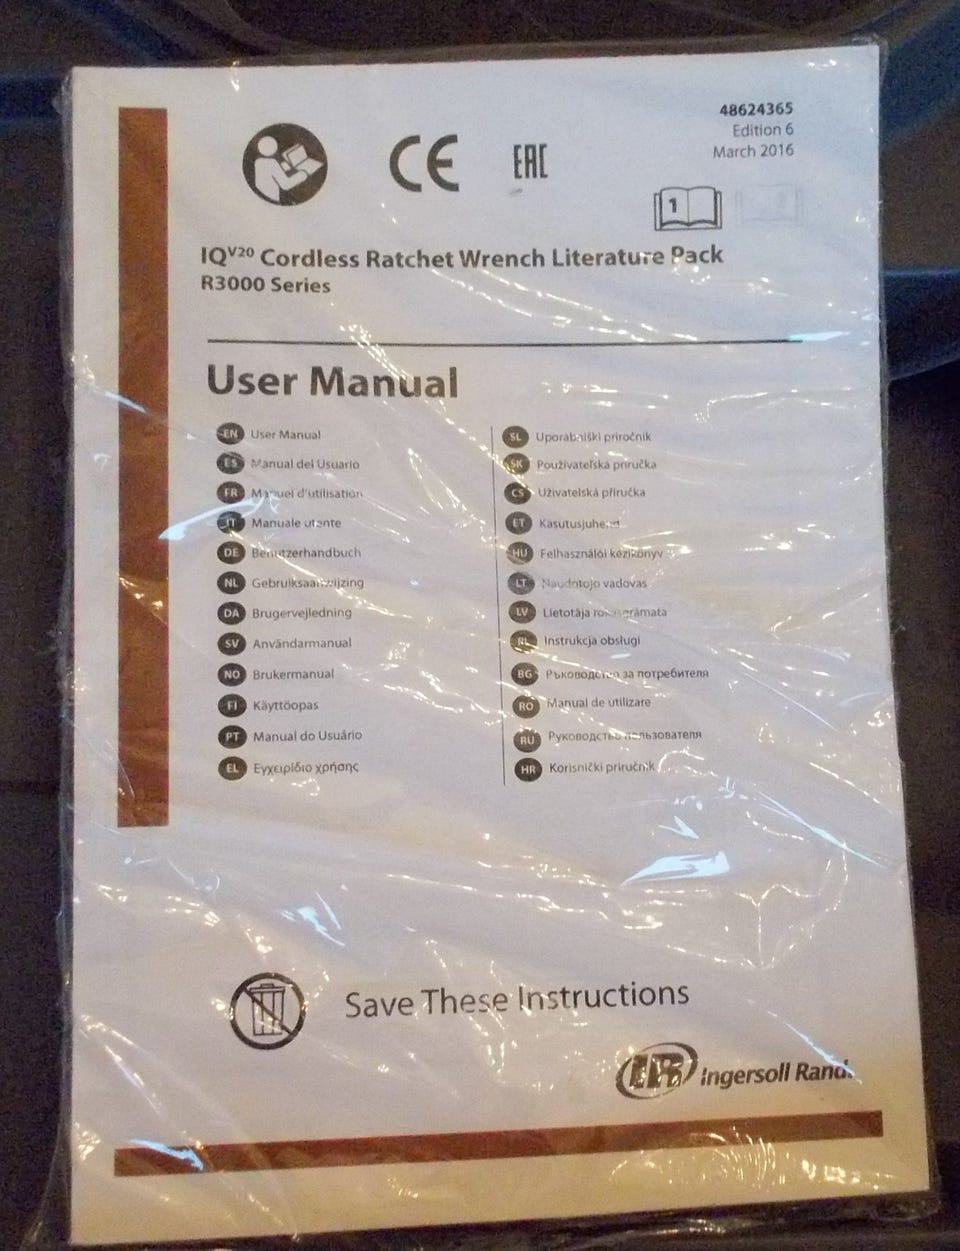 48624365
Edition 6
March 2016
CE
EAC
1
IQV20 Cordless Ratchet Wrench Literature Pack
R3000 Series
User Manual
EN User Manual
ES Manual del Usuario
FR Manuel d'utilisation
IT Manuale utente
DE Benutzerhandbuch
NL Gebruiksaanwijzing
DA Brugervejledning
SV Användarmanual
NO Brukermanual
FI Käyttöopas
PT Manual do Usuário
EL Εγχειρίδιο χρήσης
SL Uporabniški priročnik
SK Používateľská príručka
CS Uživatelská příručka
ET Kasutusjuhend
HU Felhasználói kézikönyv
LT Naudotojo vadovas
LV Lietotāja rokasgrāmata
PL Instrukcja obsługi
BG Ръководство за потребителя
RO Manual de utilizare
RU Руководство пользователя
HR Korisnički priručnik
Save These Instructions
IR Ingersoll Rand